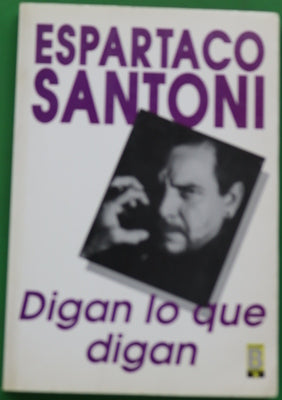 ESPARTACO
SANTONI
Digan lo que
digan